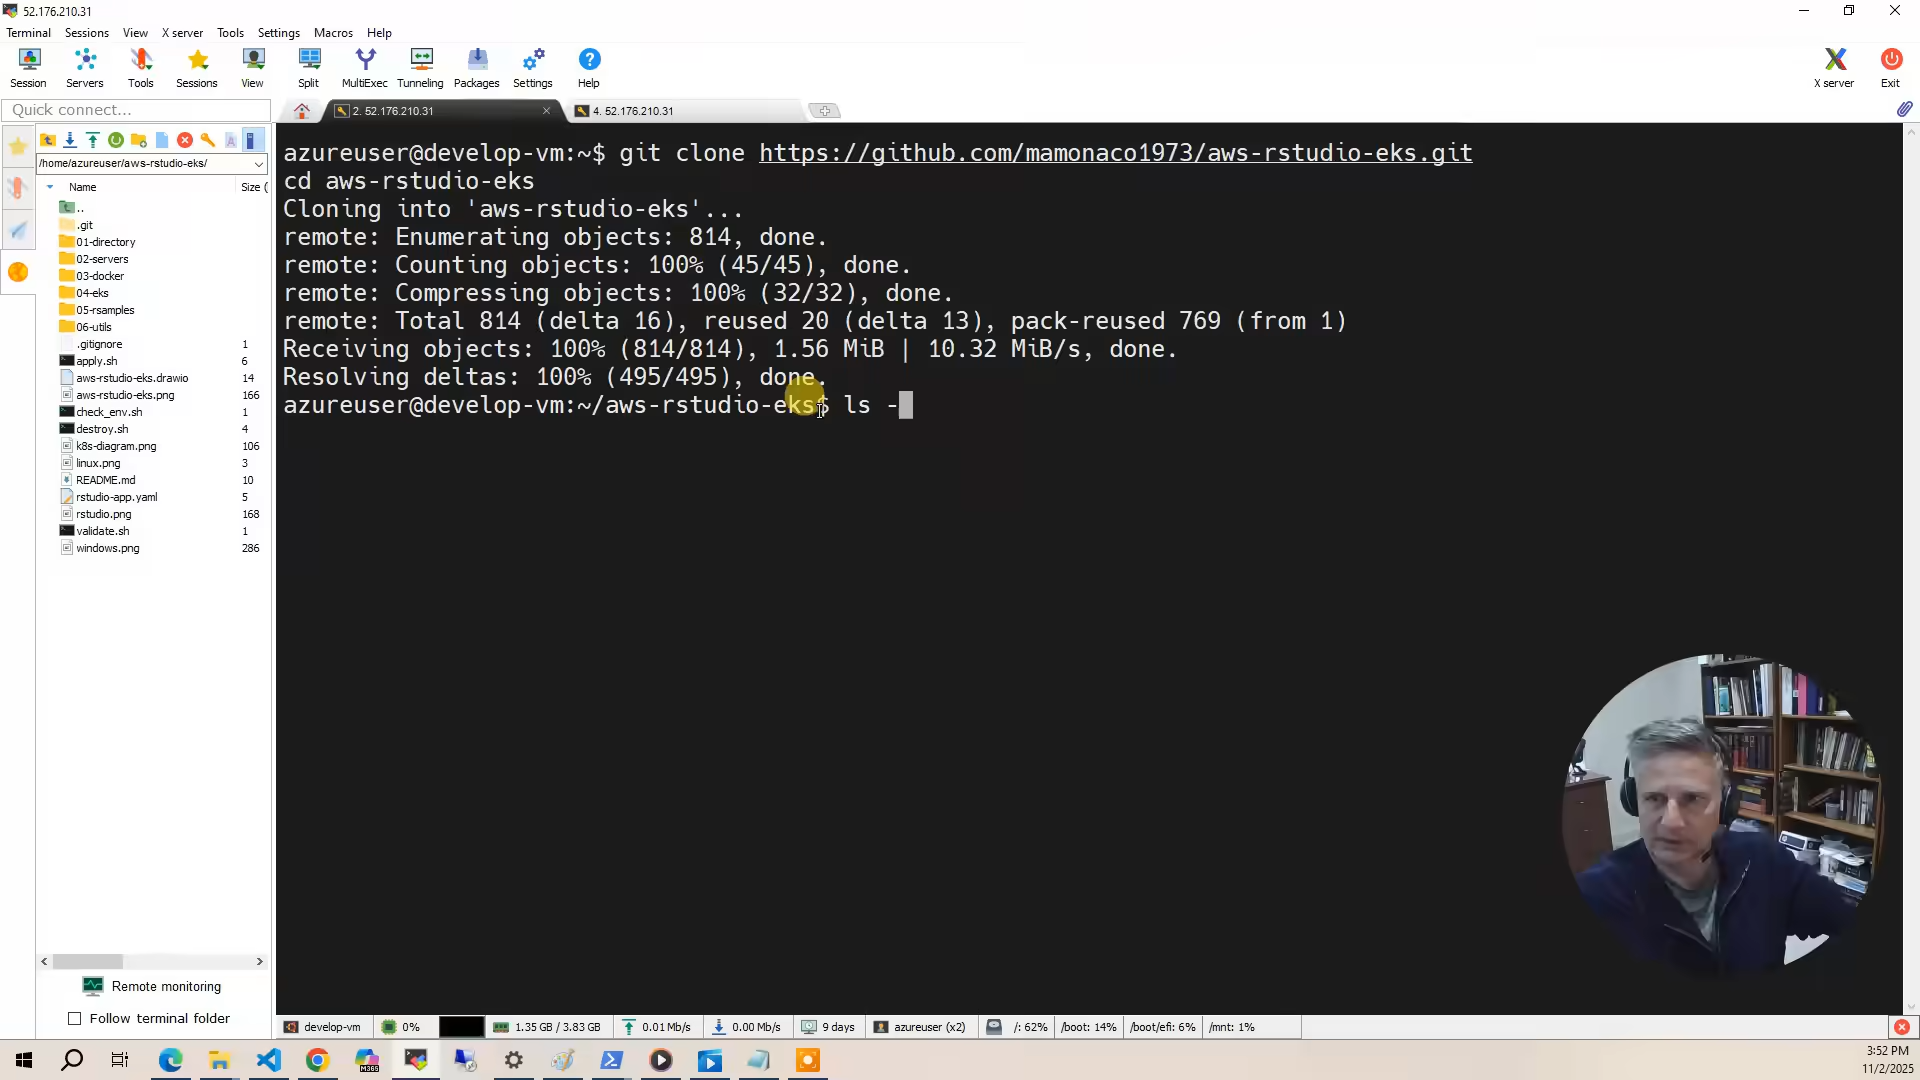 52.176.210.31
Terminal Sessions View X server Tools Settings Macros Help
Session Servers Tools Sessions View Split MultiExec Tunneling Packages Settings Help X server Exit
Quick connect...
2. 52.176.210.31
4. 52.176.210.31
/home/azureuser/aws-rstudio-eks/
Name Size (
..
.git
01-directory
02-servers
03-docker
04-eks
05-rsamples
06-utils
.gitignore 1
apply.sh 6
aws-rstudio-eks.drawio 14
aws-rstudio-eks.png 166
check_env.sh 1
destroy.sh 4
k8s-diagram.png 106
linux.png 3
README.md 10
rstudio-app.yaml 5
rstudio.png 168
validate.sh 1
windows.png 286
Remote monitoring
Follow terminal folder
azureuser@develop-vm:~$ git clone https://github.com/mamonaco1973/aws-rstudio-eks.git
cd aws-rstudio-eks
Cloning into 'aws-rstudio-eks'...
remote: Enumerating objects: 814, done.
remote: Counting objects: 100% (45/45), done.
remote: Compressing objects: 100% (32/32), done.
remote: Total 814 (delta 16), reused 20 (delta 13), pack-reused 769 (from 1)
Receiving objects: 100% (814/814), 1.56 MiB | 10.32 MiB/s, done.
Resolving deltas: 100% (495/495), done.
azureuser@develop-vm:~/aws-rstudio-eks$ ls -
develop-vm 0% 1.35 GB / 3.83 GB 0.01 Mb/s 0.00 Mb/s 9 days azureuser (x2) /: 62% /boot: 14% /boot/efi: 6% /mnt: 1%
M365
3:52 PM
11/2/2025